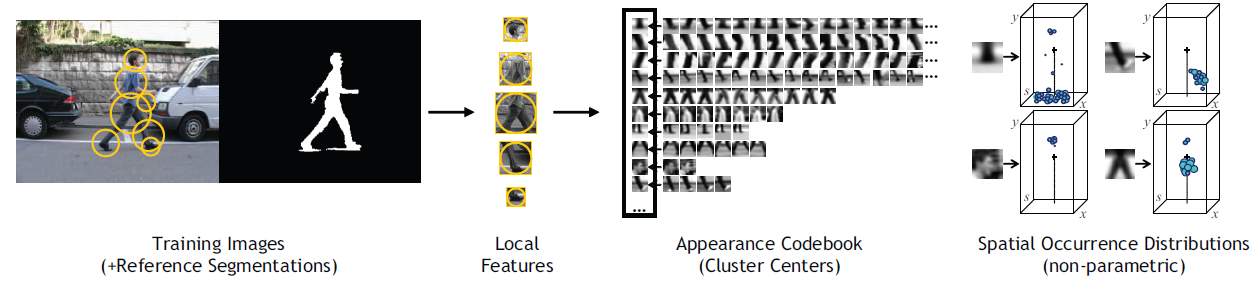 ...
...
...
...
...
y
s
x
y
s
x
y
s
x
y
s
x
Training Images
(+Reference Segmentations)
Local
Features
Appearance Codebook
(Cluster Centers)
Spatial Occurrence Distributions
(non-parametric)